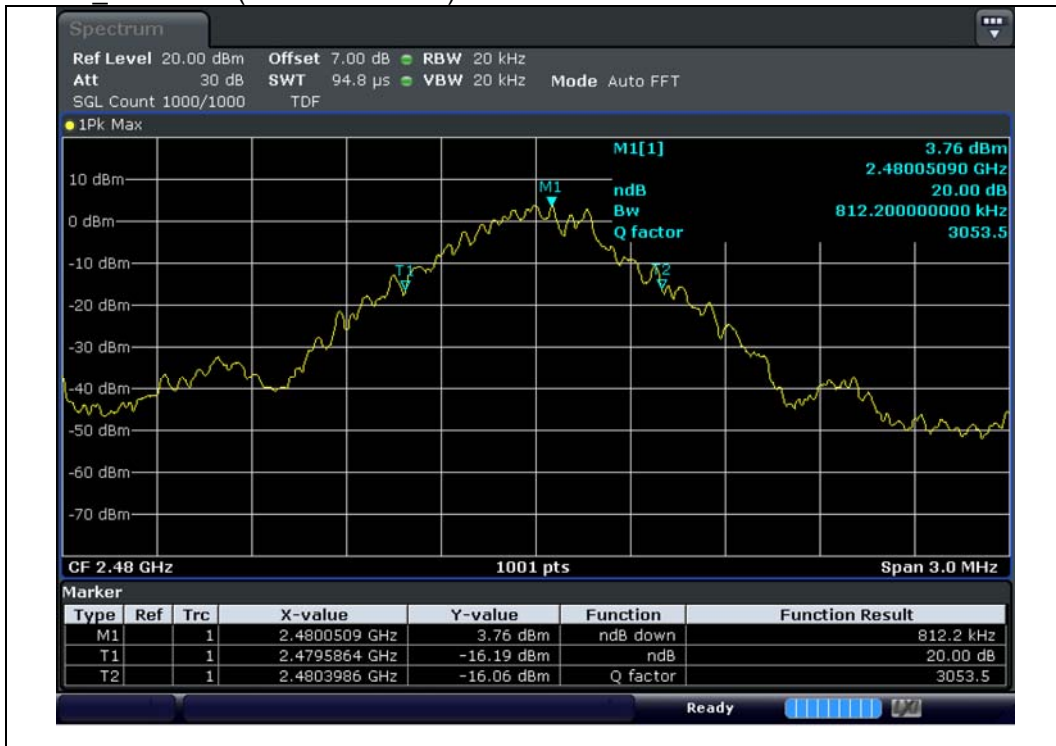 Spectrum
Ref Level 20.00 dBm Offset 7.00 dB RBW 20 kHz
Att 30 dB SWT 94.8 µs VBW 20 kHz Mode Auto FFT
SGL Count 1000/1000 TDF
1Pk Max
M1[1] 3.76 dBm
2.48005090 GHz
ndB 20.00 dB
Bw 812.200000000 kHz
Q factor 3053.5
M1
T1
T2
10 dBm
0 dBm
-10 dBm
-20 dBm
-30 dBm
-40 dBm
-50 dBm
-60 dBm
-70 dBm
CF 2.48 GHz 1001 pts Span 3.0 MHz
Marker
Type Ref Trc X-value Y-value Function Function Result
M1 1 2.4800509 GHz 3.76 dBm ndB down 812.2 kHz
T1 1 2.4795864 GHz -16.19 dBm ndB 20.00 dB
T2 1 2.4803986 GHz -16.06 dBm Q factor 3053.5
Ready